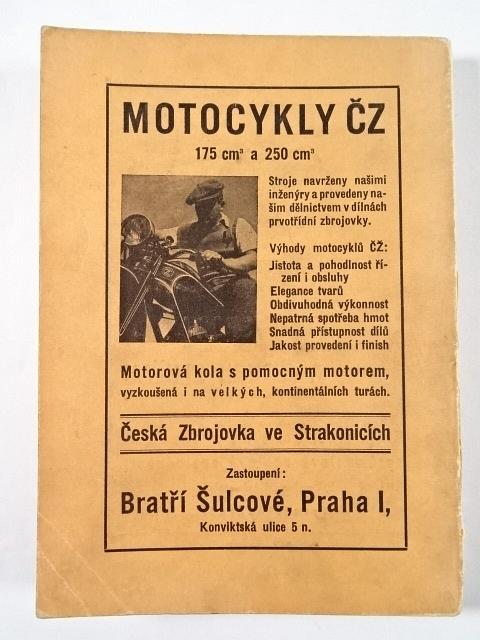 MOTOCYKLY ČZ
175 cm³ a 250 cm³
Stroje navrženy našimi
inženýry a provedeny na-
šim dělnictvem v dílnách
prvotřídní zbrojovky.
Výhody motocyklů ČZ:
Jistota a pohodlnost ří-
zení i obsluhy
Elegance tvarů
Obdivuhodná výkonnost
Nepatrná spotřeba hmot
Snadná přístupnost dílů
Jakost provedení i finish
Motorová kola s pomocným motorem,
vyzkoušená i na velkých, kontinentálních turách.
Česká Zbrojovka ve Strakonicích
Zastoupení:
Bratří Šulcové, Praha I,
Konviktská ulice 5 n.